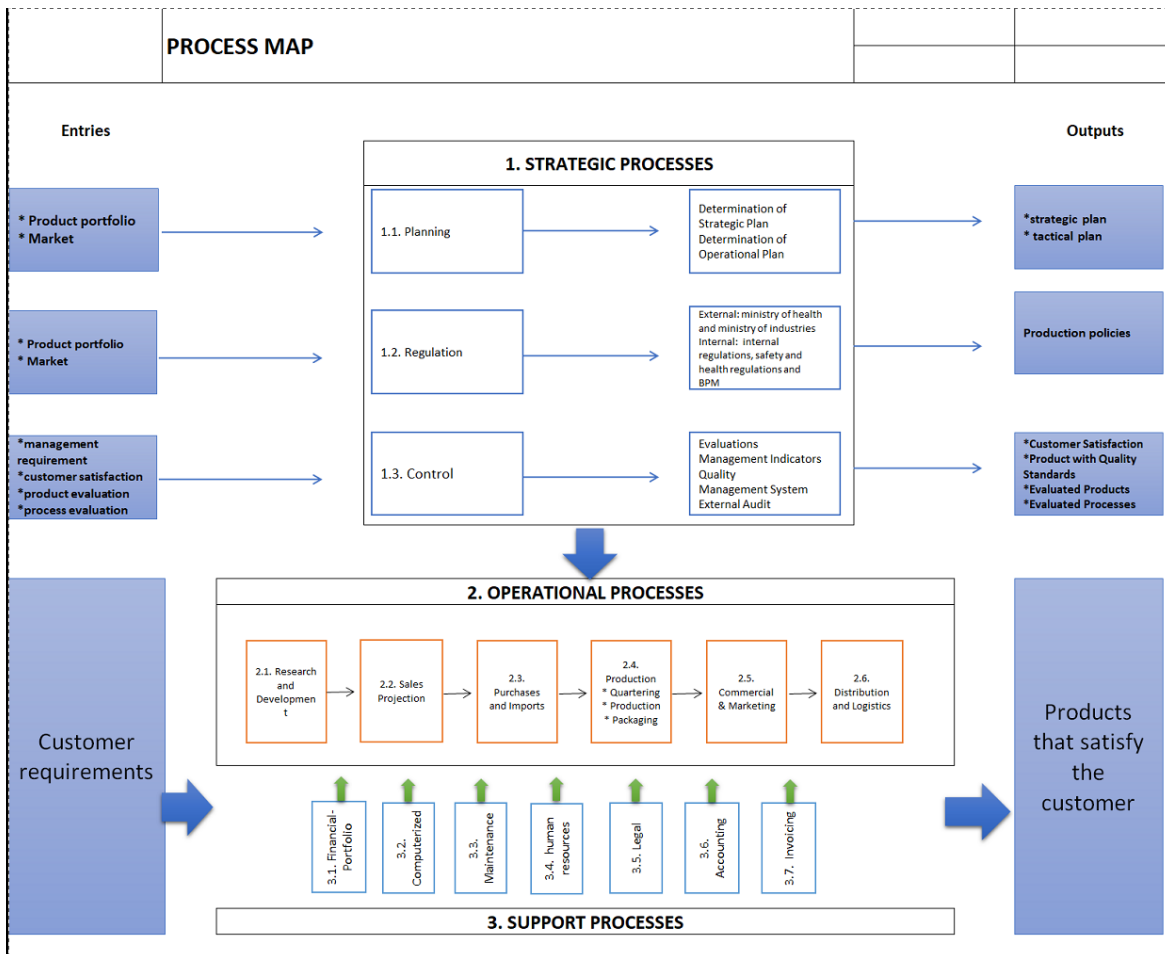 PROCESS MAP
Entries
Outputs
1. STRATEGIC PROCESSES
* Product portfolio
* Market
1.1. Planning
Determination of
Strategic Plan
Determination of
Operational Plan
*strategic plan
* tactical plan
* Product portfolio
* Market
1.2. Regulation
External: ministry of health
and ministry of industries
Internal: internal
regulations, safety and
health regulations and
BPM
Production policies
*management
requirement
*customer satisfaction
*product evaluation
*process evaluation
1.3. Control
Evaluations
Management Indicators
Quality
Management System
External Audit
*Customer Satisfaction
*Product with Quality
Standards
*Evaluated Products
*Evaluated Processes
2. OPERATIONAL PROCESSES
Customer
requirements
2.1. Research
and
Developmen
t
2.2. Sales
Projection
2.3.
Purchases
and Imports
2.4.
Production
* Quartering
* Production
* Packaging
2.5.
Commercial
& Marketing
2.6.
Distribution
and Logistics
Products
that satisfy
the
customer
3.1. Financial-
Portfolio
3.2.
Computerized
3.3.
Maintenance
3.4. human
resources
3.5. Legal
3.6.
Accounting
3.7. Invoicing
3. SUPPORT PROCESSES